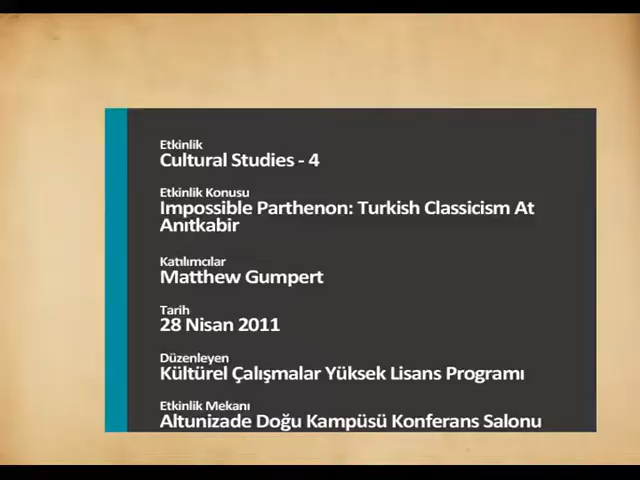 Etkinlik
Cultural Studies - 4
Etkinlik Konusu
Impossible Parthenon: Turkish Classicism At
Anıtkabir
Katılımcılar
Matthew Gumpert
Tarih
28 Nisan 2011
Düzenleyen
Kültürel Çalışmalar Yüksek Lisans Programı
Etkinlik Mekanı
Altunizade Doğu Kampüsü Konferans Salonu